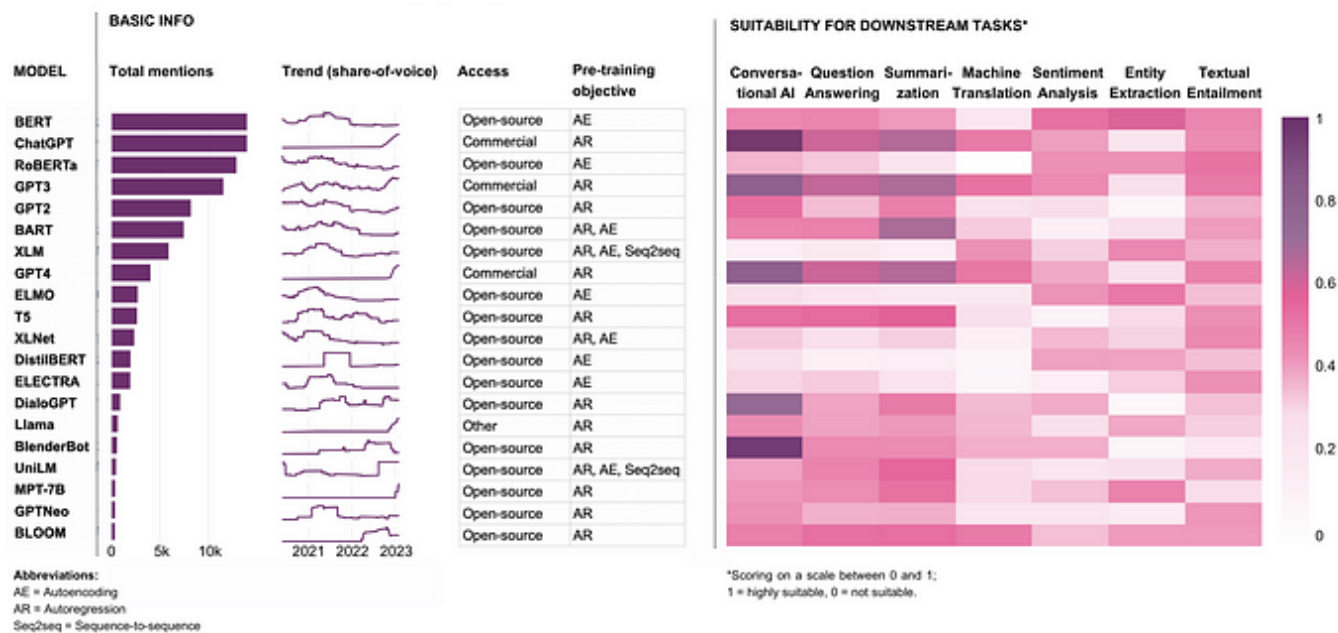 BASIC INFO
SUITABILITY FOR DOWNSTREAM TASKS*
MODEL Total mentions Trend (share-of-voice) Access Pre-training objective Conversa-tional AI Question Answering Summari-zation Machine Translation Sentiment Analysis Entity Extraction Textual Entailment
BERT Open-source AE
ChatGPT Commercial AR
RoBERTa Open-source AE
GPT3 Commercial AR
GPT2 Open-source AR
BART Open-source AR, AE
XLM Open-source AR, AE, Seq2seq
GPT4 Commercial AR
ELMO Open-source AE
T5 Open-source AR
XLNet Open-source AR, AE
DistilBERT Open-source AE
ELECTRA Open-source AE
DialoGPT Open-source AR
Llama Other AR
BlenderBot Open-source AR
UniLM Open-source AR, AE, Seq2seq
MPT-7B Open-source AR
GPTNeo Open-source AR
BLOOM Open-source AR
0 5k 10k 2021 2022 2023
1
0.8
0.6
0.4
0.2
0
Abbreviations:
AE = Autoencoding
AR = Autoregression
Seq2seq = Sequence-to-sequence
*Scoring on a scale between 0 and 1;
1 = highly suitable, 0 = not suitable.